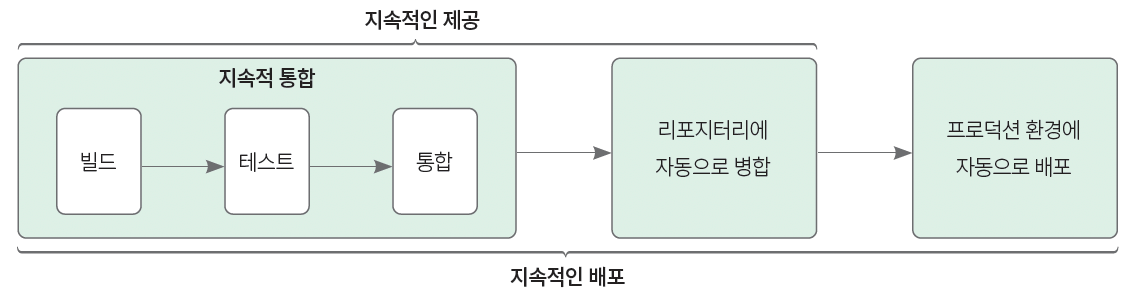 지속적인 제공
지속적 통합
빌드
테스트
통합
리포지터리에
자동으로 병합
프로덕션 환경에
자동으로 배포
지속적인 배포